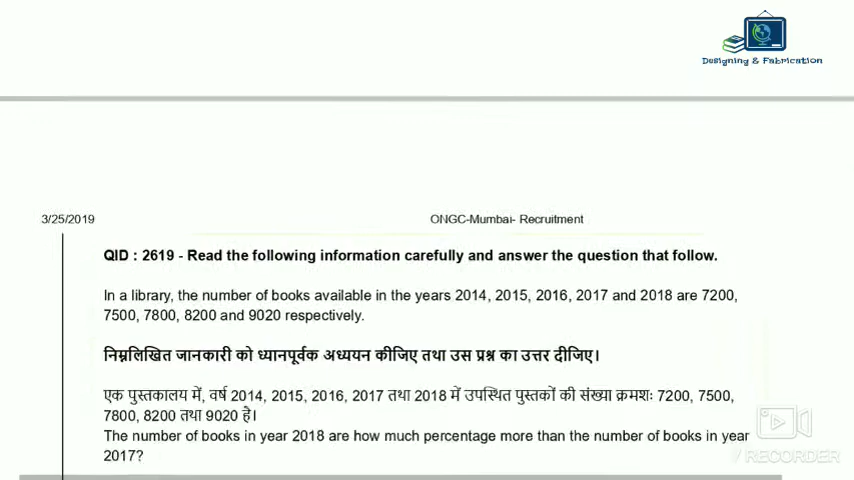 Designing & Fabrication
3/25/2019 ONGC-Mumbai- Recruitment
QID : 2619 - Read the following information carefully and answer the question that follow.
In a library, the number of books available in the years 2014, 2015, 2016, 2017 and 2018 are 7200,
7500, 7800, 8200 and 9020 respectively.
निम्नलिखित जानकारी को ध्यानपूर्वक अध्ययन कीजिए तथा उस प्रश्न का उत्तर दीजिए।
एक पुस्तकालय में, वर्ष 2014, 2015, 2016, 2017 तथा 2018 में उपस्थित पुस्तकों की संख्या क्रमशः 7200, 7500,
7800, 8200 तथा 9020 है।
The number of books in year 2018 are how much percentage more than the number of books in year
2017?
RECORDER